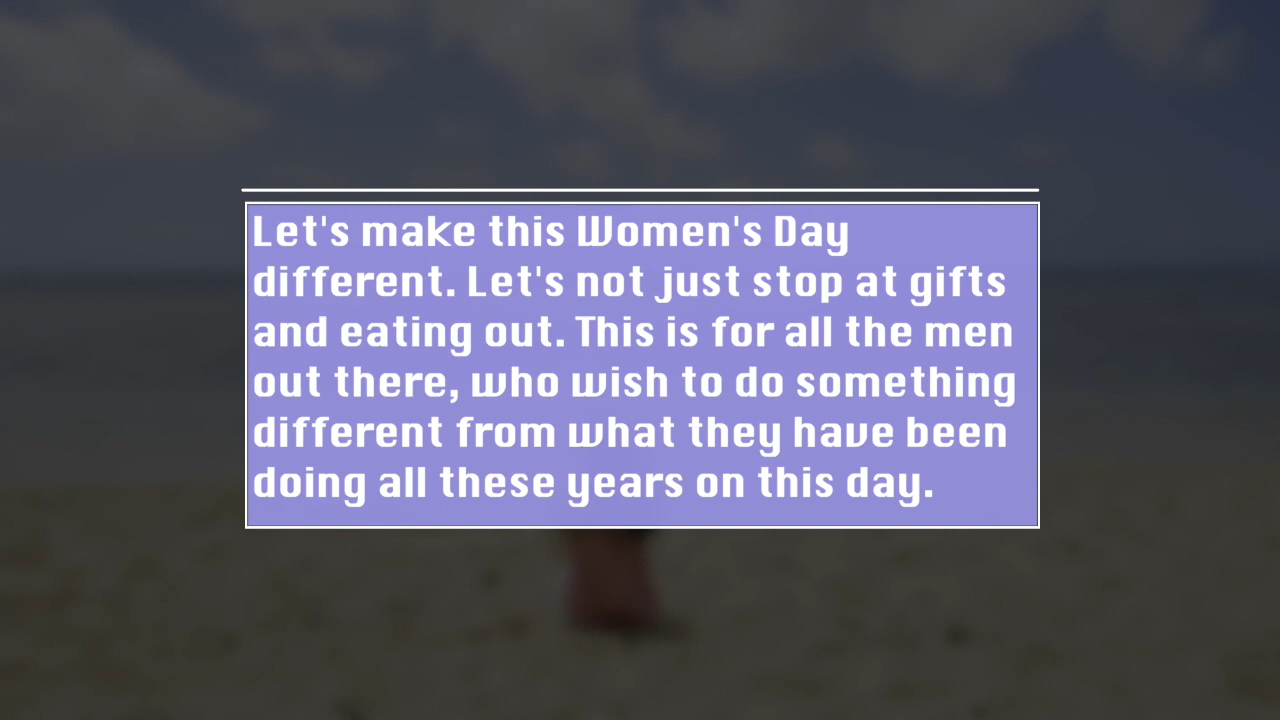 Let's make this Women's Day
different. Let's not just stop at gifts
and eating out. This is for all the men
out there, who wish to do something
different from what they have been
doing all these years on this day.